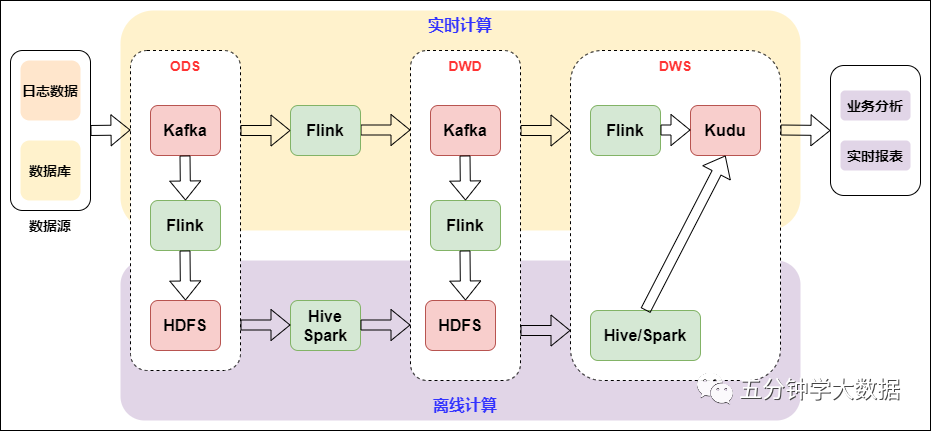 实时计算
ODS
DWD
DWS
日志数据
数据库
数据源
Kafka
Flink
Kafka
Flink
Kudu
业务分析
实时报表
Flink
Flink
HDFS
Hive
Spark
HDFS
Hive/Spark
离线计算
五分钟学大数据